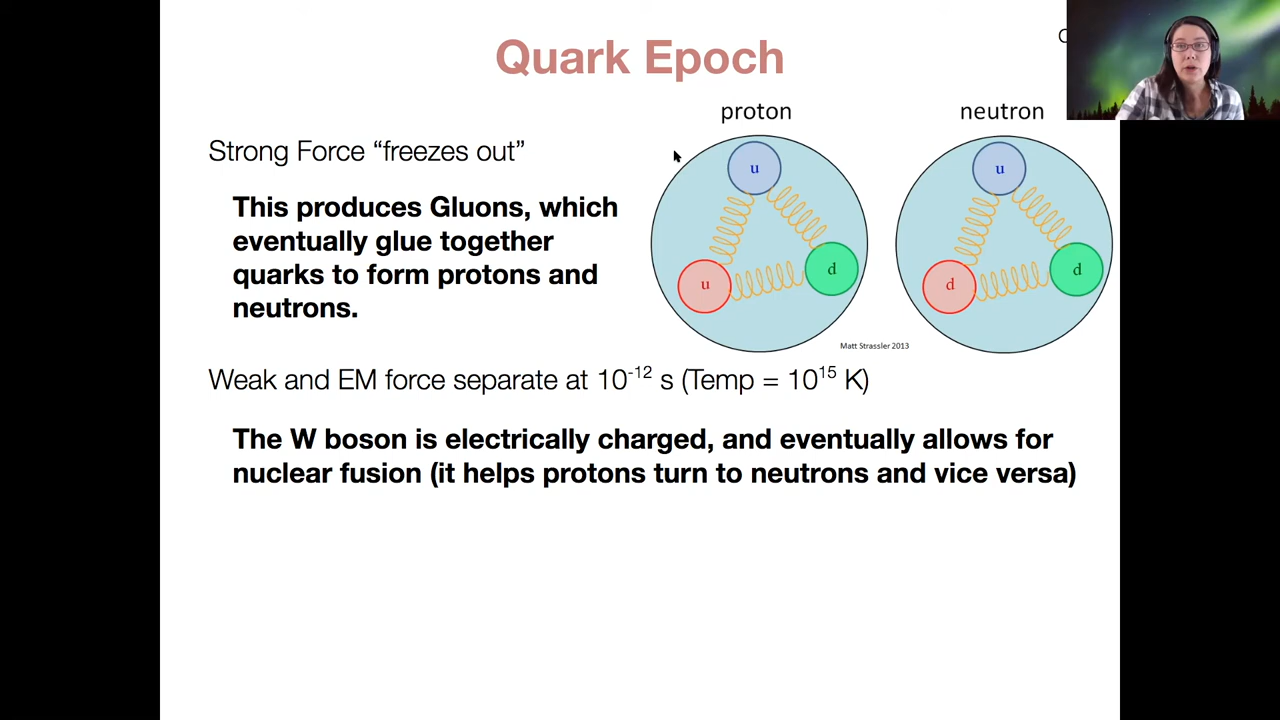 Quark Epoch
Strong Force “freezes out”
This produces Gluons, which
eventually glue together
quarks to form protons and
neutrons.
proton
neutron
u
u
d
u
d
d
Matt Strassler 2013
Weak and EM force separate at 10⁻¹² s (Temp = 10¹⁵ K)
The W boson is electrically charged, and eventually allows for
nuclear fusion (it helps protons turn to neutrons and vice versa)